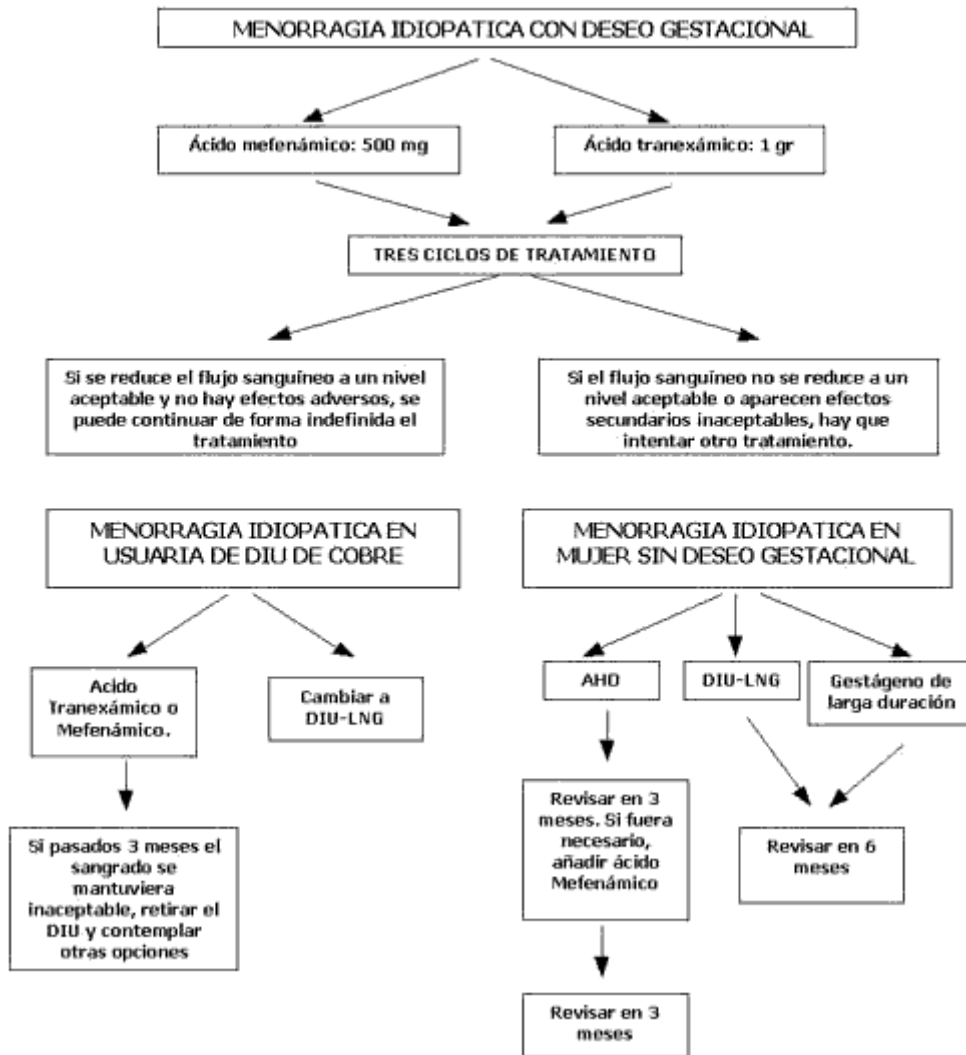 MENORRAGIA IDIOPATICA CON DESEO GESTACIONAL
Ácido mefenámico: 500 mg
Ácido tranexámico: 1 gr
TRES CICLOS DE TRATAMIENTO
Si se reduce el flujo sanguíneo a un nivel
aceptable y no hay efectos adversos, se
puede continuar de forma indefinida el
tratamiento
Si el flujo sanguíneo no se reduce a un
nivel aceptable o aparecen efectos
secundarios inaceptables, hay que
intentar otro tratamiento.
MENORRAGIA IDIOPATICA EN
USUARIA DE DIU DE COBRE
Acido
Tranexámico o
Mefenámico.
Cambiar a
DIU-LNG
Si pasados 3 meses el
sangrado se
mantuviera
inaceptable, retirar el
DIU y contemplar
otras opciones
MENORRAGIA IDIOPATICA EN
MUJER SIN DESEO GESTACIONAL
AHO
DIU-LNG
Gestágeno de
larga duración
Revisar en 3
meses. Si fuera
necesario,
añadir ácido
Mefenámico
Revisar en 6
meses
Revisar en 3
meses